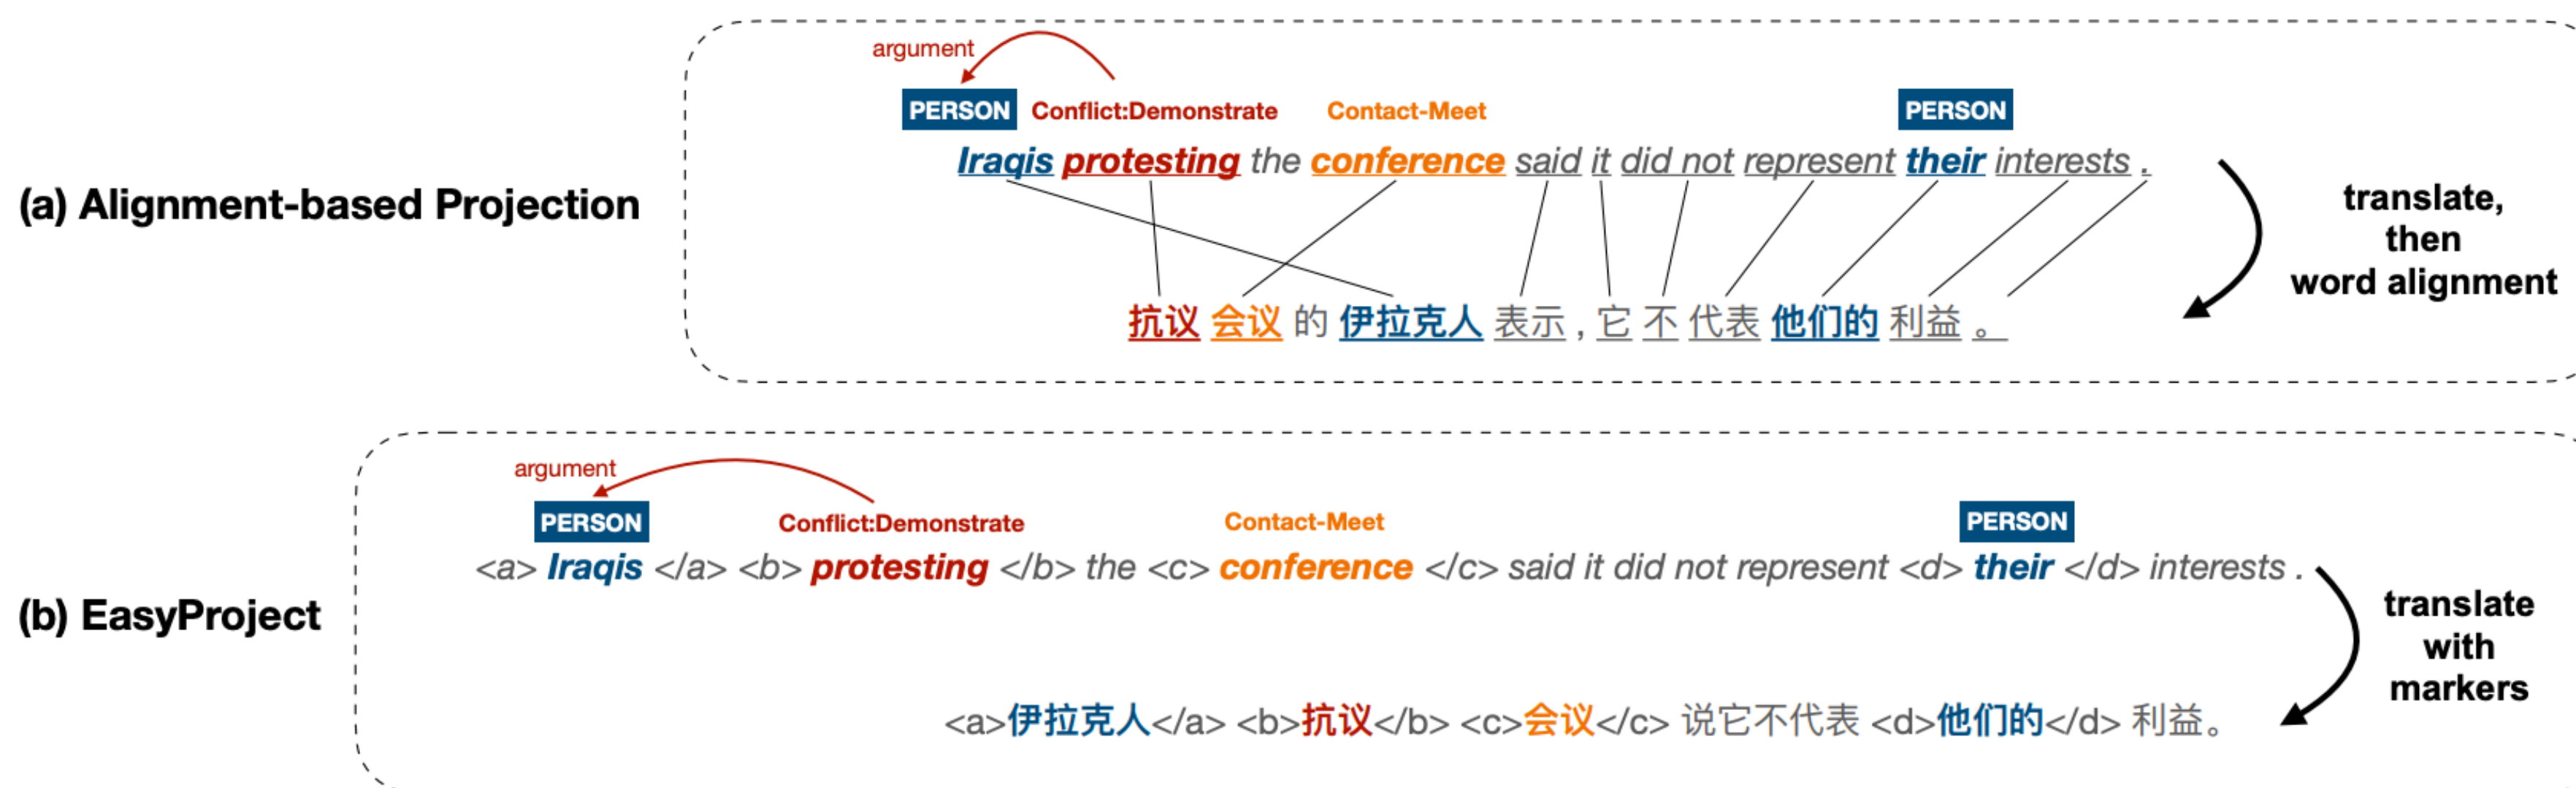 argument
PERSON Conflict:Demonstrate Contact-Meet PERSON
Iraqis protesting the conference said it did not represent their interests .
(a) Alignment-based Projection
translate,
then
word alignment
抗议 会议 的 伊拉克人 表示 , 它 不 代表 他们的 利益 。
argument
PERSON Conflict:Demonstrate Contact-Meet PERSON
<a> Iraqis </a> <b> protesting </b> the <c> conference </c> said it did not represent <d> their </d> interests .
(b) EasyProject
translate
with
markers
<a>伊拉克人</a> <b>抗议</b> <c>会议</c> 说它不代表 <d>他们的</d> 利益。